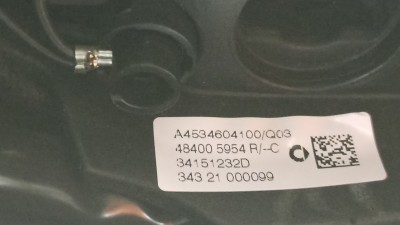 A4534604100/Q03
48400 5954 R/--C
34151232D
343 21 000099